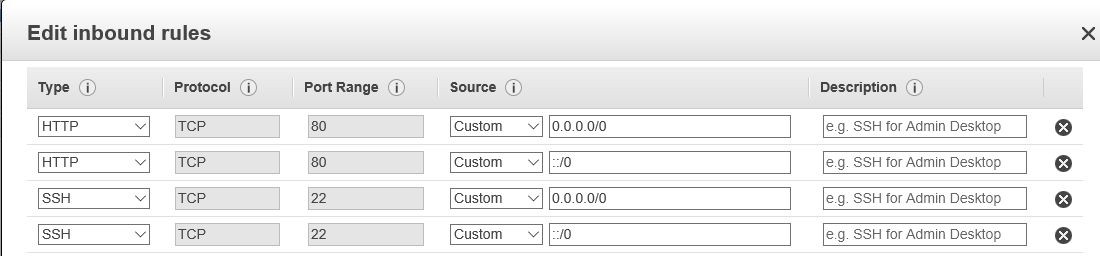 Edit inbound rules
Type Protocol Port Range Source Description
HTTP TCP 80 Custom 0.0.0.0/0 e.g. SSH for Admin Desktop
HTTP TCP 80 Custom ::/0 e.g. SSH for Admin Desktop
SSH TCP 22 Custom 0.0.0.0/0 e.g. SSH for Admin Desktop
SSH TCP 22 Custom ::/0 e.g. SSH for Admin Desktop